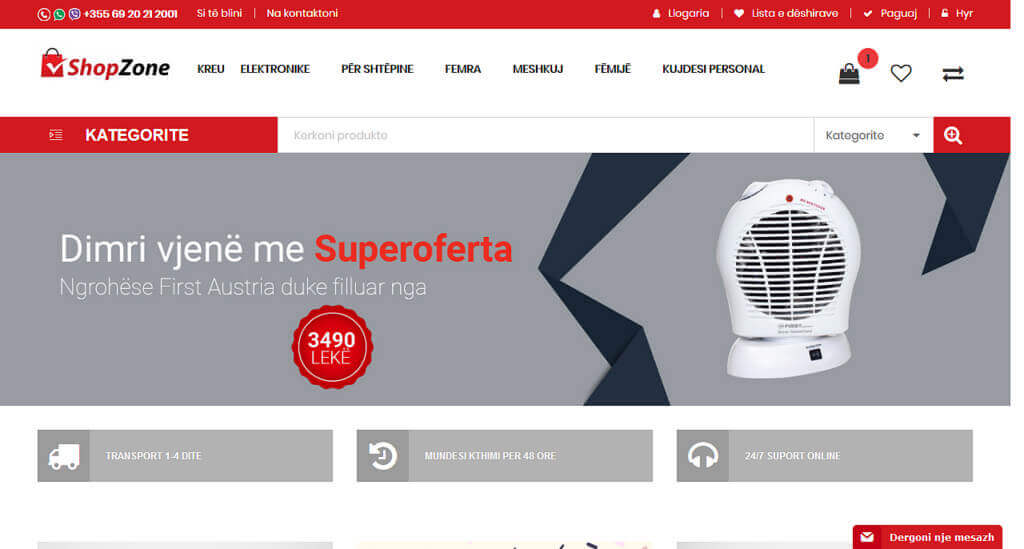 +355 69 20 21 2001
Si të blini
Na kontaktoni
Llogaria
Lista e dëshirave
Paguaj
Hyr
ShopZone
KREU
ELEKTRONIKE
PËR SHTËPINE
FEMRA
MESHKUJ
FËMIJË
KUJDESI PERSONAL
1
KATEGORITE
Kerkoni produkte
Kategorite
Dimri vjenë me Superoferta
Ngrohëse First Austria duke filluar nga
3490
LEKË
TRANSPORT 1-4 DITE
MUNDESI KTHIMI PER 48 ORE
24/7 SUPORT ONLINE
Dergoni nje mesazh